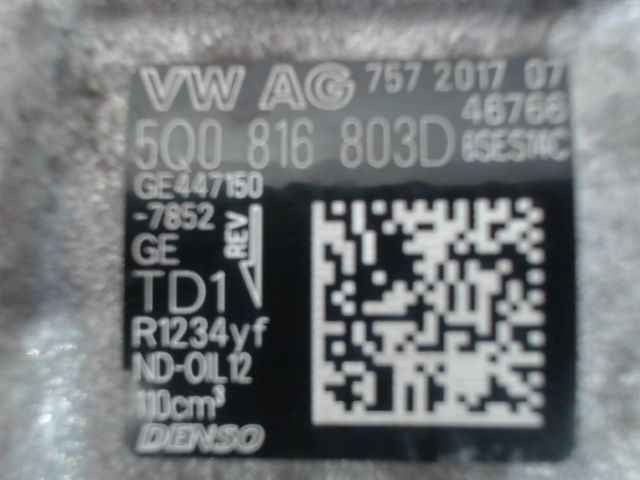 VW AG 757 2017 07
46766
5Q0 816 803D 6SES14C
GE447150
-7852
GE REV
TD1
R1234yf
ND-OIL12
110cm³
DENSO